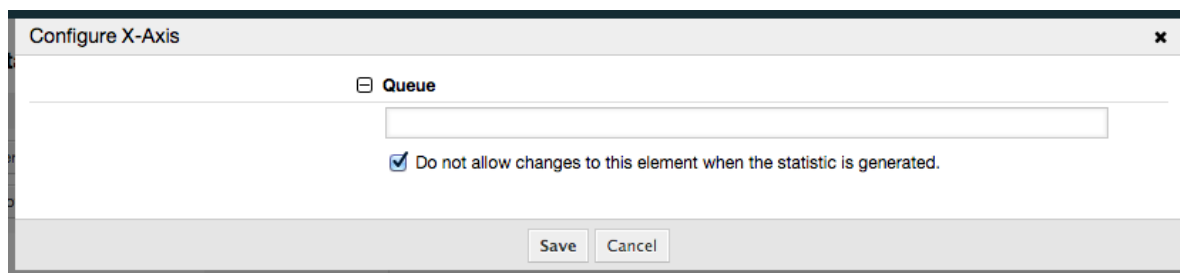 Configure X-Axis
Queue
Do not allow changes to this element when the statistic is generated.
Save Cancel